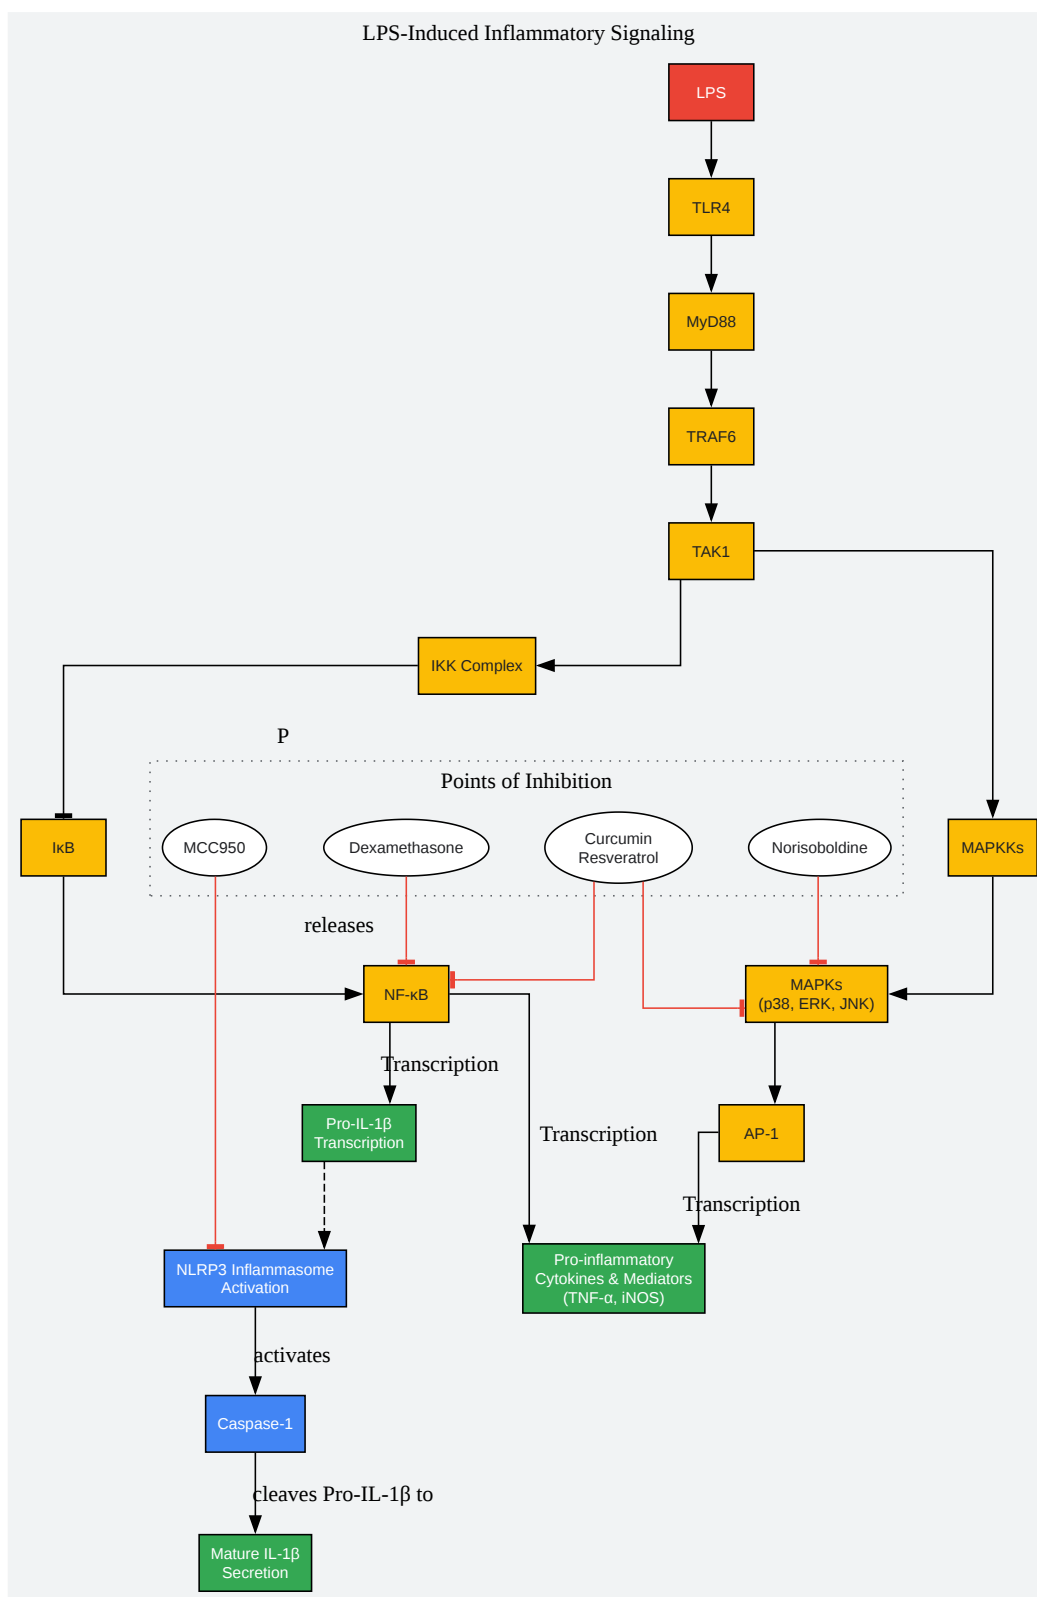 LPS-Induced Inflammatory Signaling
LPS
TLR4
MyD88
TRAF6
TAK1
IKK Complex
P
Points of Inhibition
IκB
MCC950
Dexamethasone
Curcumin
Resveratrol
Norisoboldine
MAPKKs
releases
NF-κB
MAPKs
(p38, ERK, JNK)
Transcription
Pro-IL-1β
Transcription
Transcription
AP-1
Transcription
NLRP3 Inflammasome
Activation
Pro-inflammatory
Cytokines & Mediators
(TNF-α, iNOS)
activates
Caspase-1
cleaves Pro-IL-1β to
Mature IL-1β
Secretion